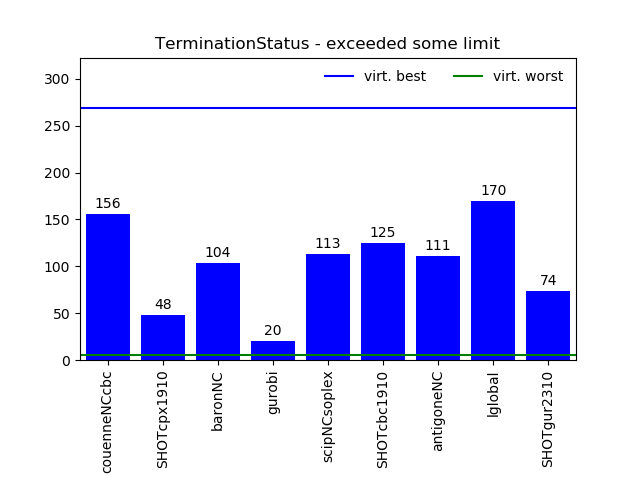 TerminationStatus - exceeded some limit
virt. best
virt. worst
300
250
200
150
100
50
0
156
48
104
20
113
125
111
170
74
couenneNCcbc
SHOTcpx1910
baronNC
gurobi
scipNCsoplex
SHOTcbc1910
antigoneNC
lglobal
SHOTgur2310